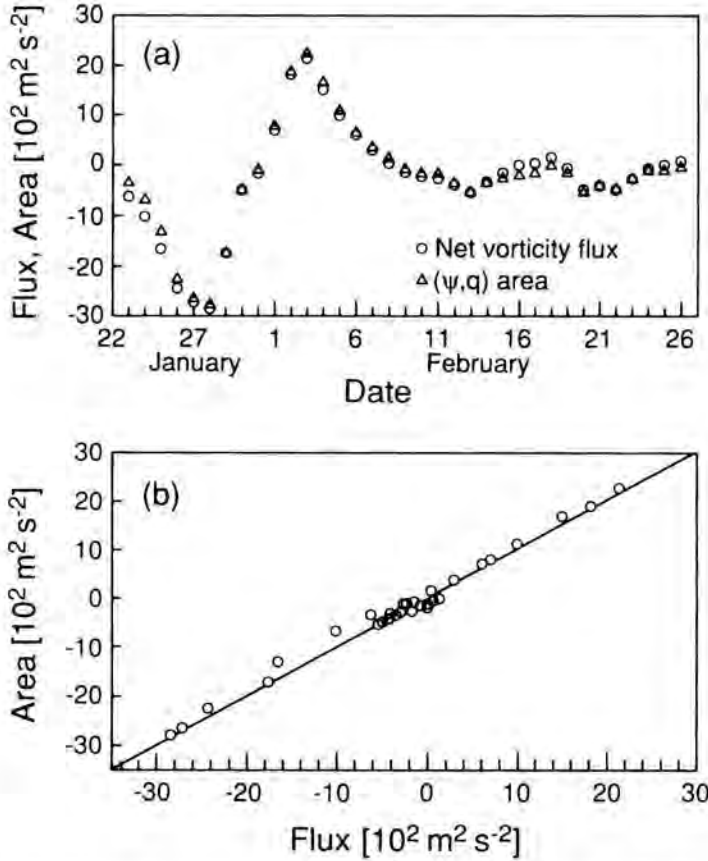 30
20
10
0
-10
-20
-30
(a)
Flux, Area [10² m² s⁻²]
○ Net vorticity flux
△ (ψ,q) area
22 27 1 6 11 16 21 26
January February
Date
30
20
10
0
-10
-20
-30
(b)
Area [10² m² s⁻²]
-30 -20 -10 0 10 20 30
Flux [10² m² s⁻²]